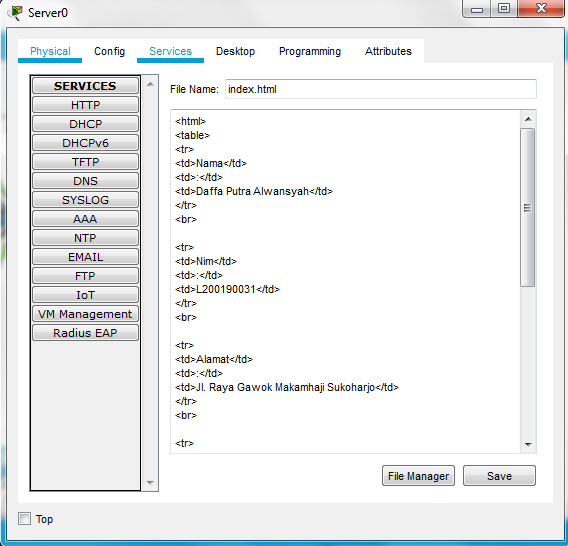 Server0
Physical Config Services Desktop Programming Attributes
SERVICES
HTTP
DHCP
DHCPv6
TFTP
DNS
SYSLOG
AAA
NTP
EMAIL
FTP
IoT
VM Management
Radius EAP
File Name: index.html
<html>
<table>
<tr>
<td>Nama</td>
<td>:</td>
<td>Daffa Putra Alwansyah</td>
</tr>
<br>
<tr>
<td>Nim</td>
<td>:</td>
<td>L200190031</td>
</tr>
<br>
<tr>
<td>Alamat</td>
<td>:</td>
<td>Jl. Raya Gawok Makamhaji Sukoharjo</td>
</tr>
<br>
<tr>
File Manager Save
Top